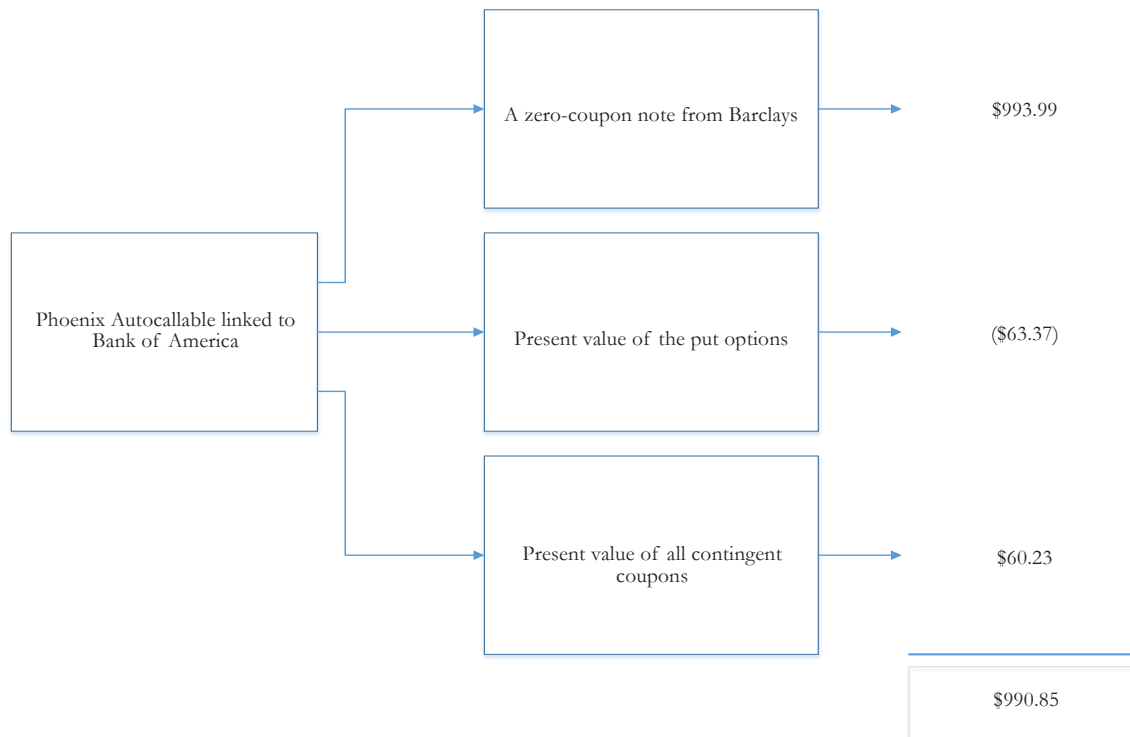 A zero-coupon note from Barclays
$993.99
Phoenix Autocallable linked to
Bank of America
Present value of the put options
($63.37)
Present value of all contingent
coupons
$60.23
$990.85